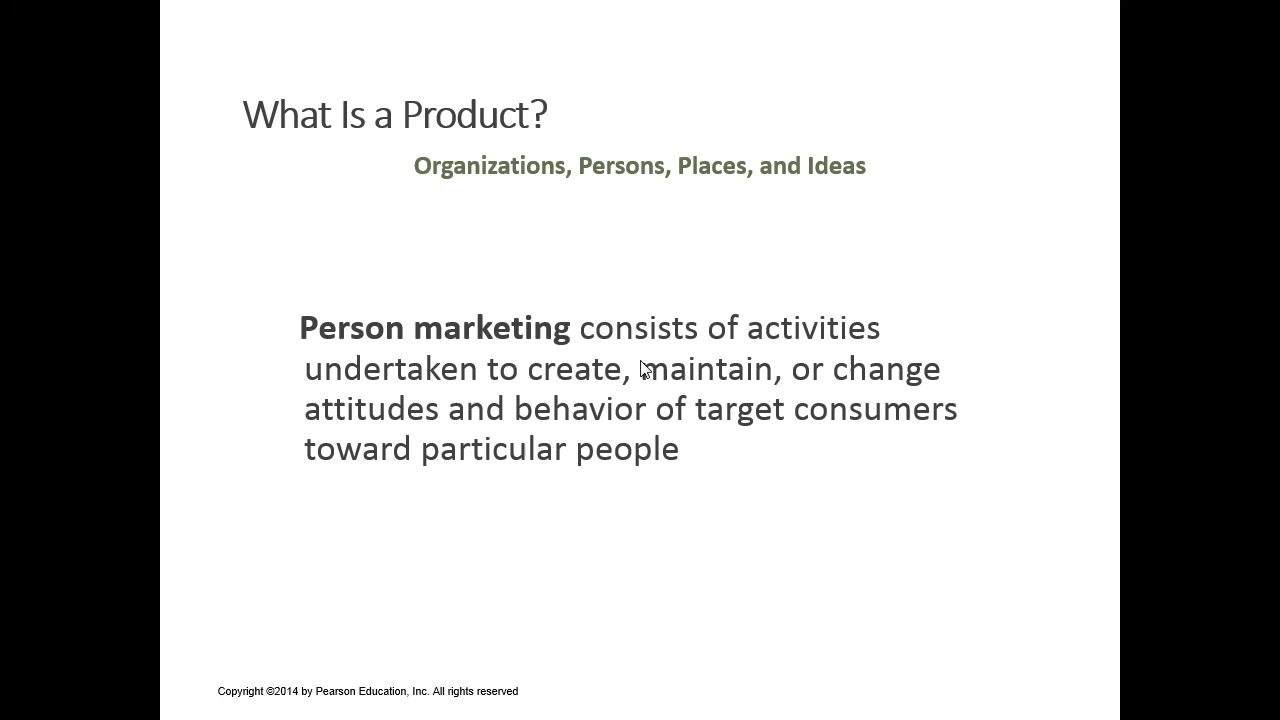 What Is a Product?
Organizations, Persons, Places, and Ideas
Person marketing consists of activities
undertaken to create, maintain, or change
attitudes and behavior of target consumers
toward particular people
Copyright ©2014 by Pearson Education, Inc. All rights reserved